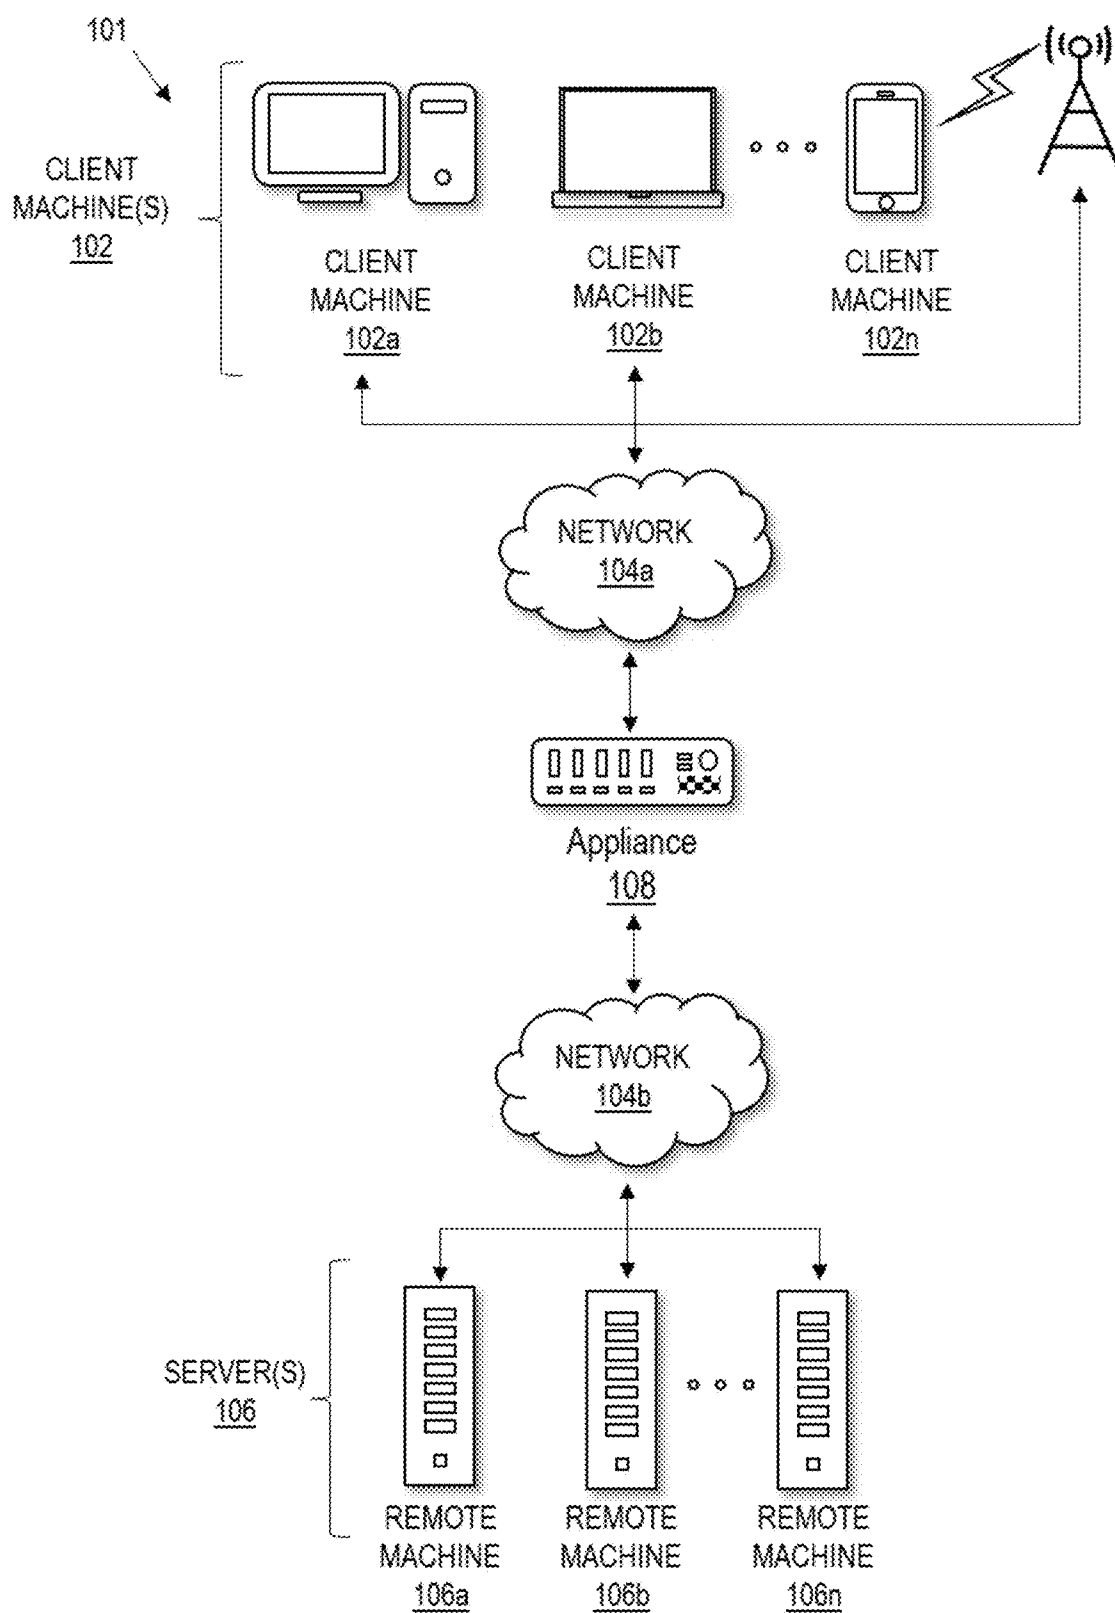 101
CLIENT
MACHINE(S)
102
CLIENT
MACHINE
102a
CLIENT
MACHINE
102b
CLIENT
MACHINE
102n
NETWORK
104a
Appliance
108
NETWORK
104b
SERVER(S)
106
REMOTE
MACHINE
106a
REMOTE
MACHINE
106b
REMOTE
MACHINE
106n